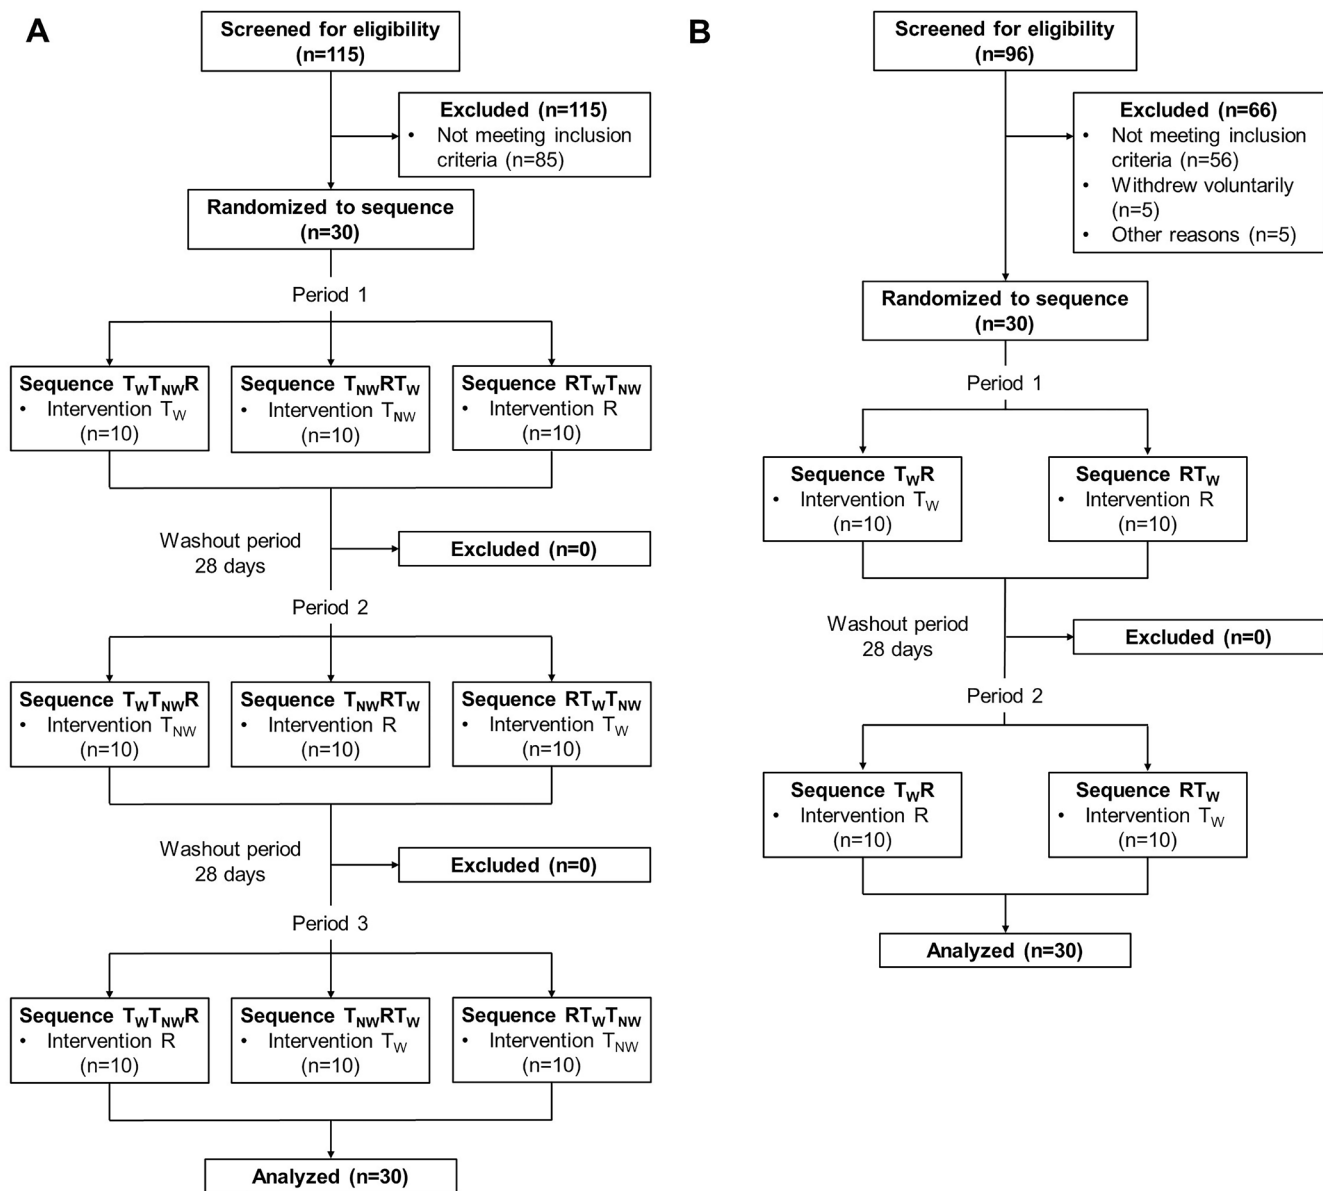 A
Screened for eligibility
(n=115)
Excluded (n=115)
• Not meeting inclusion
criteria (n=85)
Randomized to sequence
(n=30)
Period 1
Sequence TWTNWR
• Intervention TW
(n=10)
Sequence TNWRTW
• Intervention TNW
(n=10)
Sequence RTWTNW
• Intervention R
(n=10)
Washout period
28 days
Excluded (n=0)
Period 2
Sequence TWTNWR
• Intervention TNW
(n=10)
Sequence TNWRTW
• Intervention R
(n=10)
Sequence RTWTNW
• Intervention TW
(n=10)
Washout period
28 days
Excluded (n=0)
Period 3
Sequence TWTNWR
• Intervention R
(n=10)
Sequence TNWRTW
• Intervention TW
(n=10)
Sequence RTWTNW
• Intervention TNW
(n=10)
Analyzed (n=30)
B
Screened for eligibility
(n=96)
Excluded (n=66)
• Not meeting inclusion
criteria (n=56)
• Withdrew voluntarily
(n=5)
• Other reasons (n=5)
Randomized to sequence
(n=30)
Period 1
Sequence TWR
• Intervention TW
(n=10)
Sequence RTW
• Intervention R
(n=10)
Washout period
28 days
Excluded (n=0)
Period 2
Sequence TWR
• Intervention R
(n=10)
Sequence RTW
• Intervention TW
(n=10)
Analyzed (n=30)